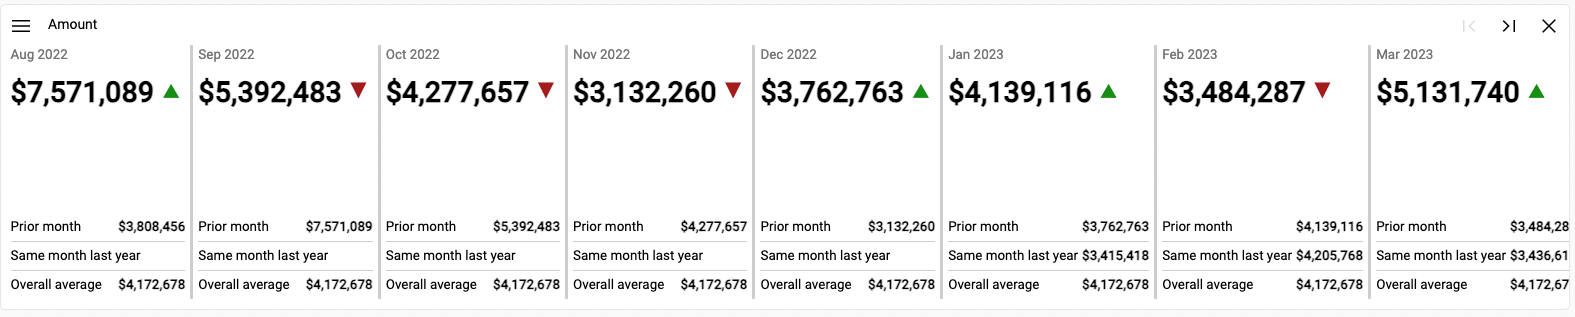 Amount
Aug 2022
$7,571,089
Prior month $3,808,456
Same month last year
Overall average $4,172,678
Sep 2022
$5,392,483
Prior month $7,571,089
Same month last year
Overall average $4,172,678
Oct 2022
$4,277,657
Prior month $5,392,483
Same month last year
Overall average $4,172,678
Nov 2022
$3,132,260
Prior month $4,277,657
Same month last year
Overall average $4,172,678
Dec 2022
$3,762,763
Prior month $3,132,260
Same month last year
Overall average $4,172,678
Jan 2023
$4,139,116
Prior month $3,762,763
Same month last year $3,415,418
Overall average $4,172,678
Feb 2023
$3,484,287
Prior month $4,139,116
Same month last year $4,205,768
Overall average $4,172,678
Mar 2023
$5,131,740
Prior month $3,484,28
Same month last year $3,436,61
Overall average $4,172,67